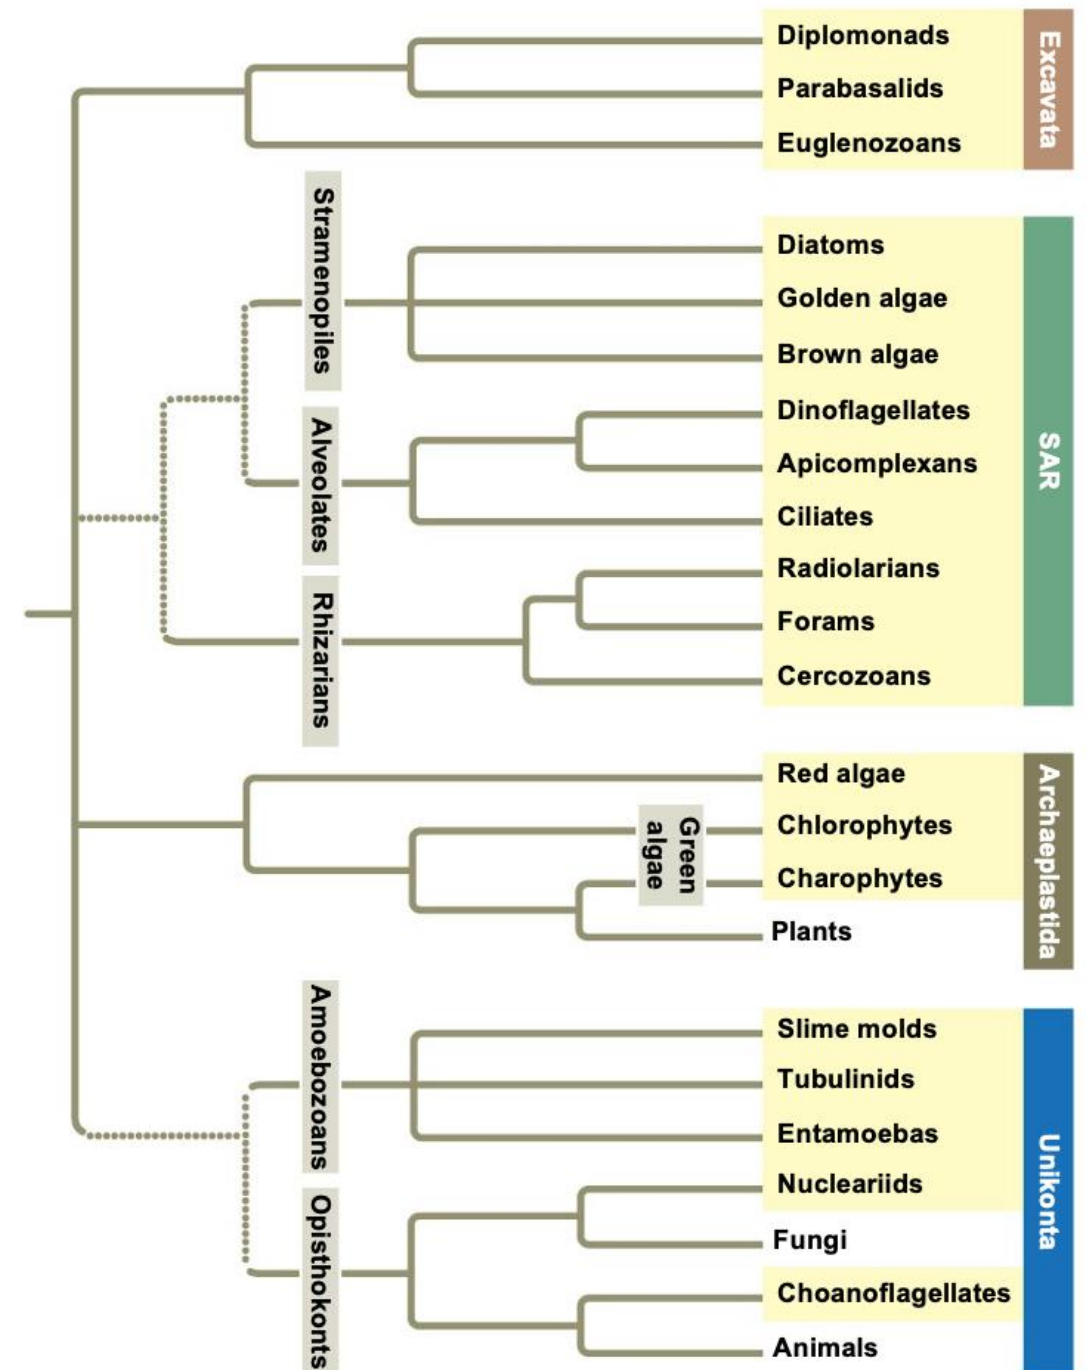 Diplomonads
Parabasalids
Euglenozoans
Excavata
Stramenopiles
Diatoms
Golden algae
Brown algae
Alveolates
Dinoflagellates
Apicomplexans
Ciliates
SAR
Rhizarians
Radiolarians
Forams
Cercozoans
Red algae
Green
algae
Chlorophytes
Charophytes
Plants
Archaeplastida
Amoebozoans
Slime molds
Tubulinids
Entamoebas
Opisthokonts
Nucleariids
Fungi
Choanoflagellates
Animals
Unikonta